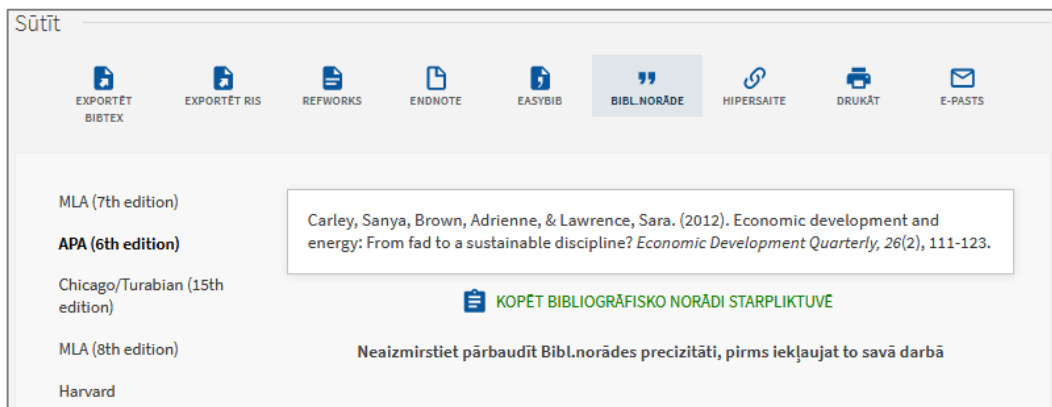 Sūtīt
EXPORTĒT
BIBTEX
EXPORTĒT RIS
REFWORKS
ENDNOTE
EASYBIB
BIBL.NORĀDE
HIPERSAITE
DRUKĀT
E-PASTS
MLA (7th edition)
APA (6th edition)
Chicago/Turabian (15th
edition)
MLA (8th edition)
Harvard
Carley, Sanya, Brown, Adrienne, & Lawrence, Sara. (2012). Economic development and
energy: From fad to a sustainable discipline? Economic Development Quarterly, 26(2), 111-123.
KOPĒT BIBLIOGRĀFISKO NORĀDI STARPLIKTUVĒ
Neaizmirstiet pārbaudīt Bibl.norādes precizitāti, pirms iekļaujat to savā darbā